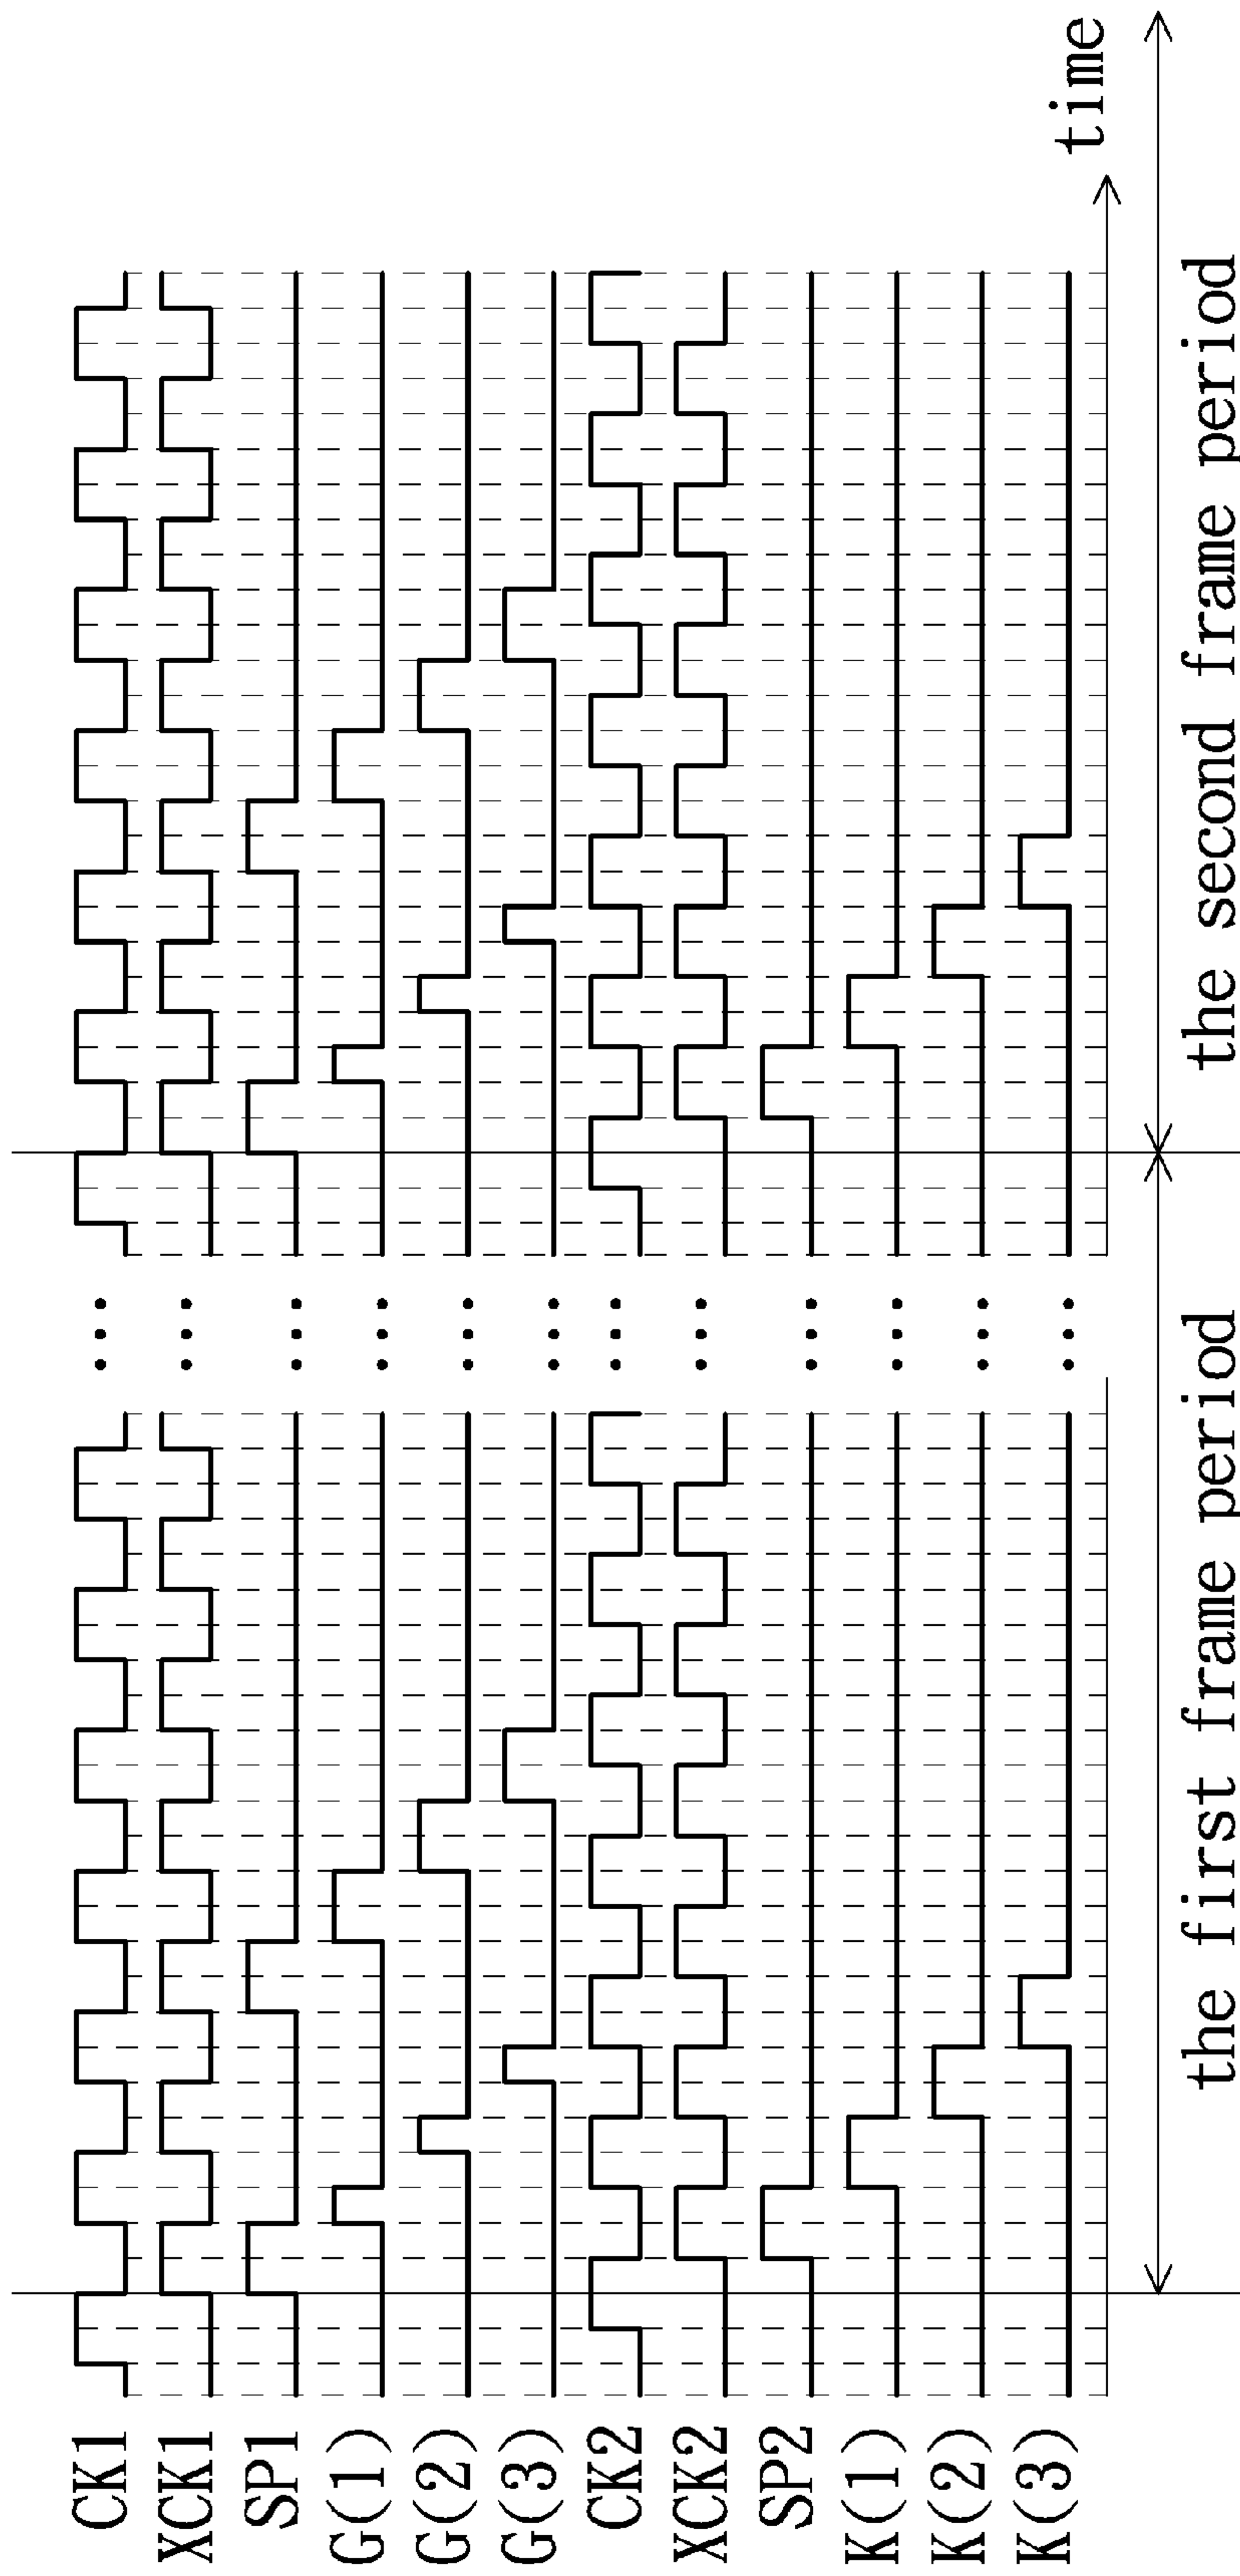 CK1
XCK1
SP1
G(1)
G(2)
G(3)
CK2
XCK2
SP2
K(1)
K(2)
K(3)
time
the first frame period
the second frame period